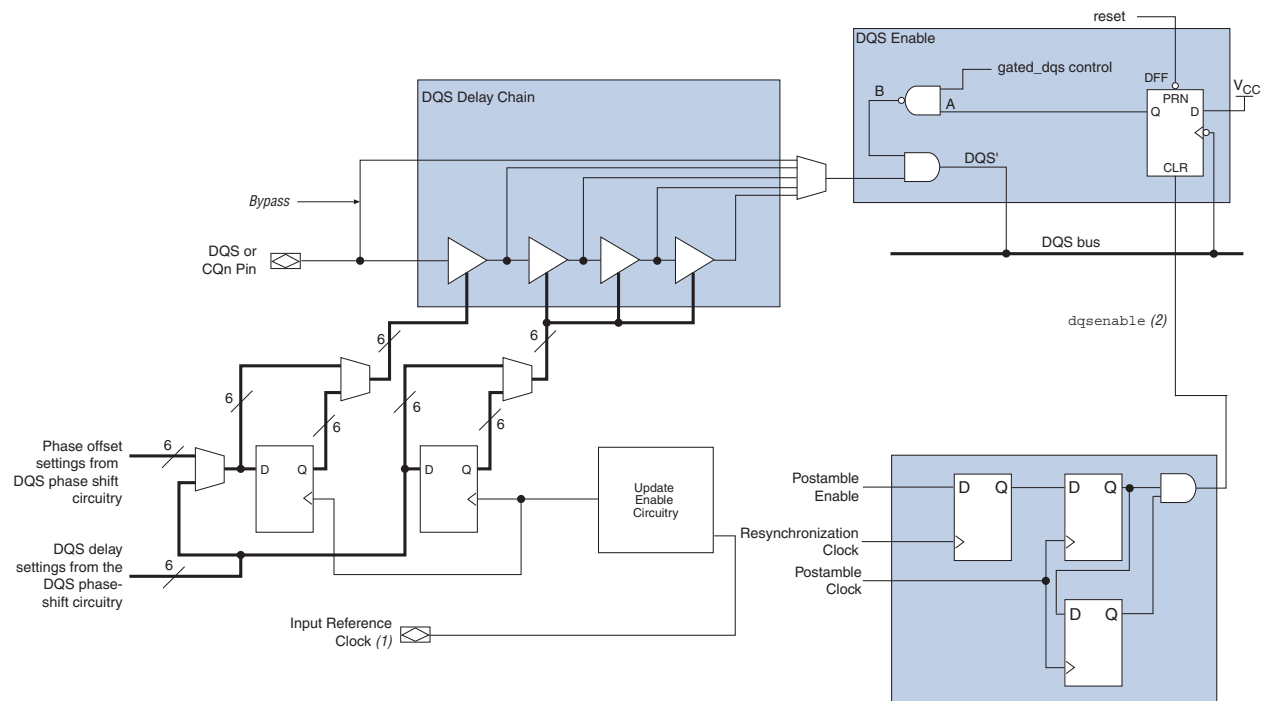 reset
DQS Enable
gated_dqs control
DFF
VCC
B
A
PRN
Q D
CLR
DQS'
DQS Delay Chain
Bypass
DQS or
CQn Pin
DQS bus
dqsenable (2)
6
6
6
6
6
6
Phase offset
settings from
DQS phase shift
circuitry
6
D Q
D Q
Update
Enable
Circuitry
DQS delay
settings from the
DQS phase-
shift circuitry
6
Input Reference
Clock (1)
Postamble
Enable
Resynchronization
Clock
Postamble
Clock
D Q
D Q
D Q